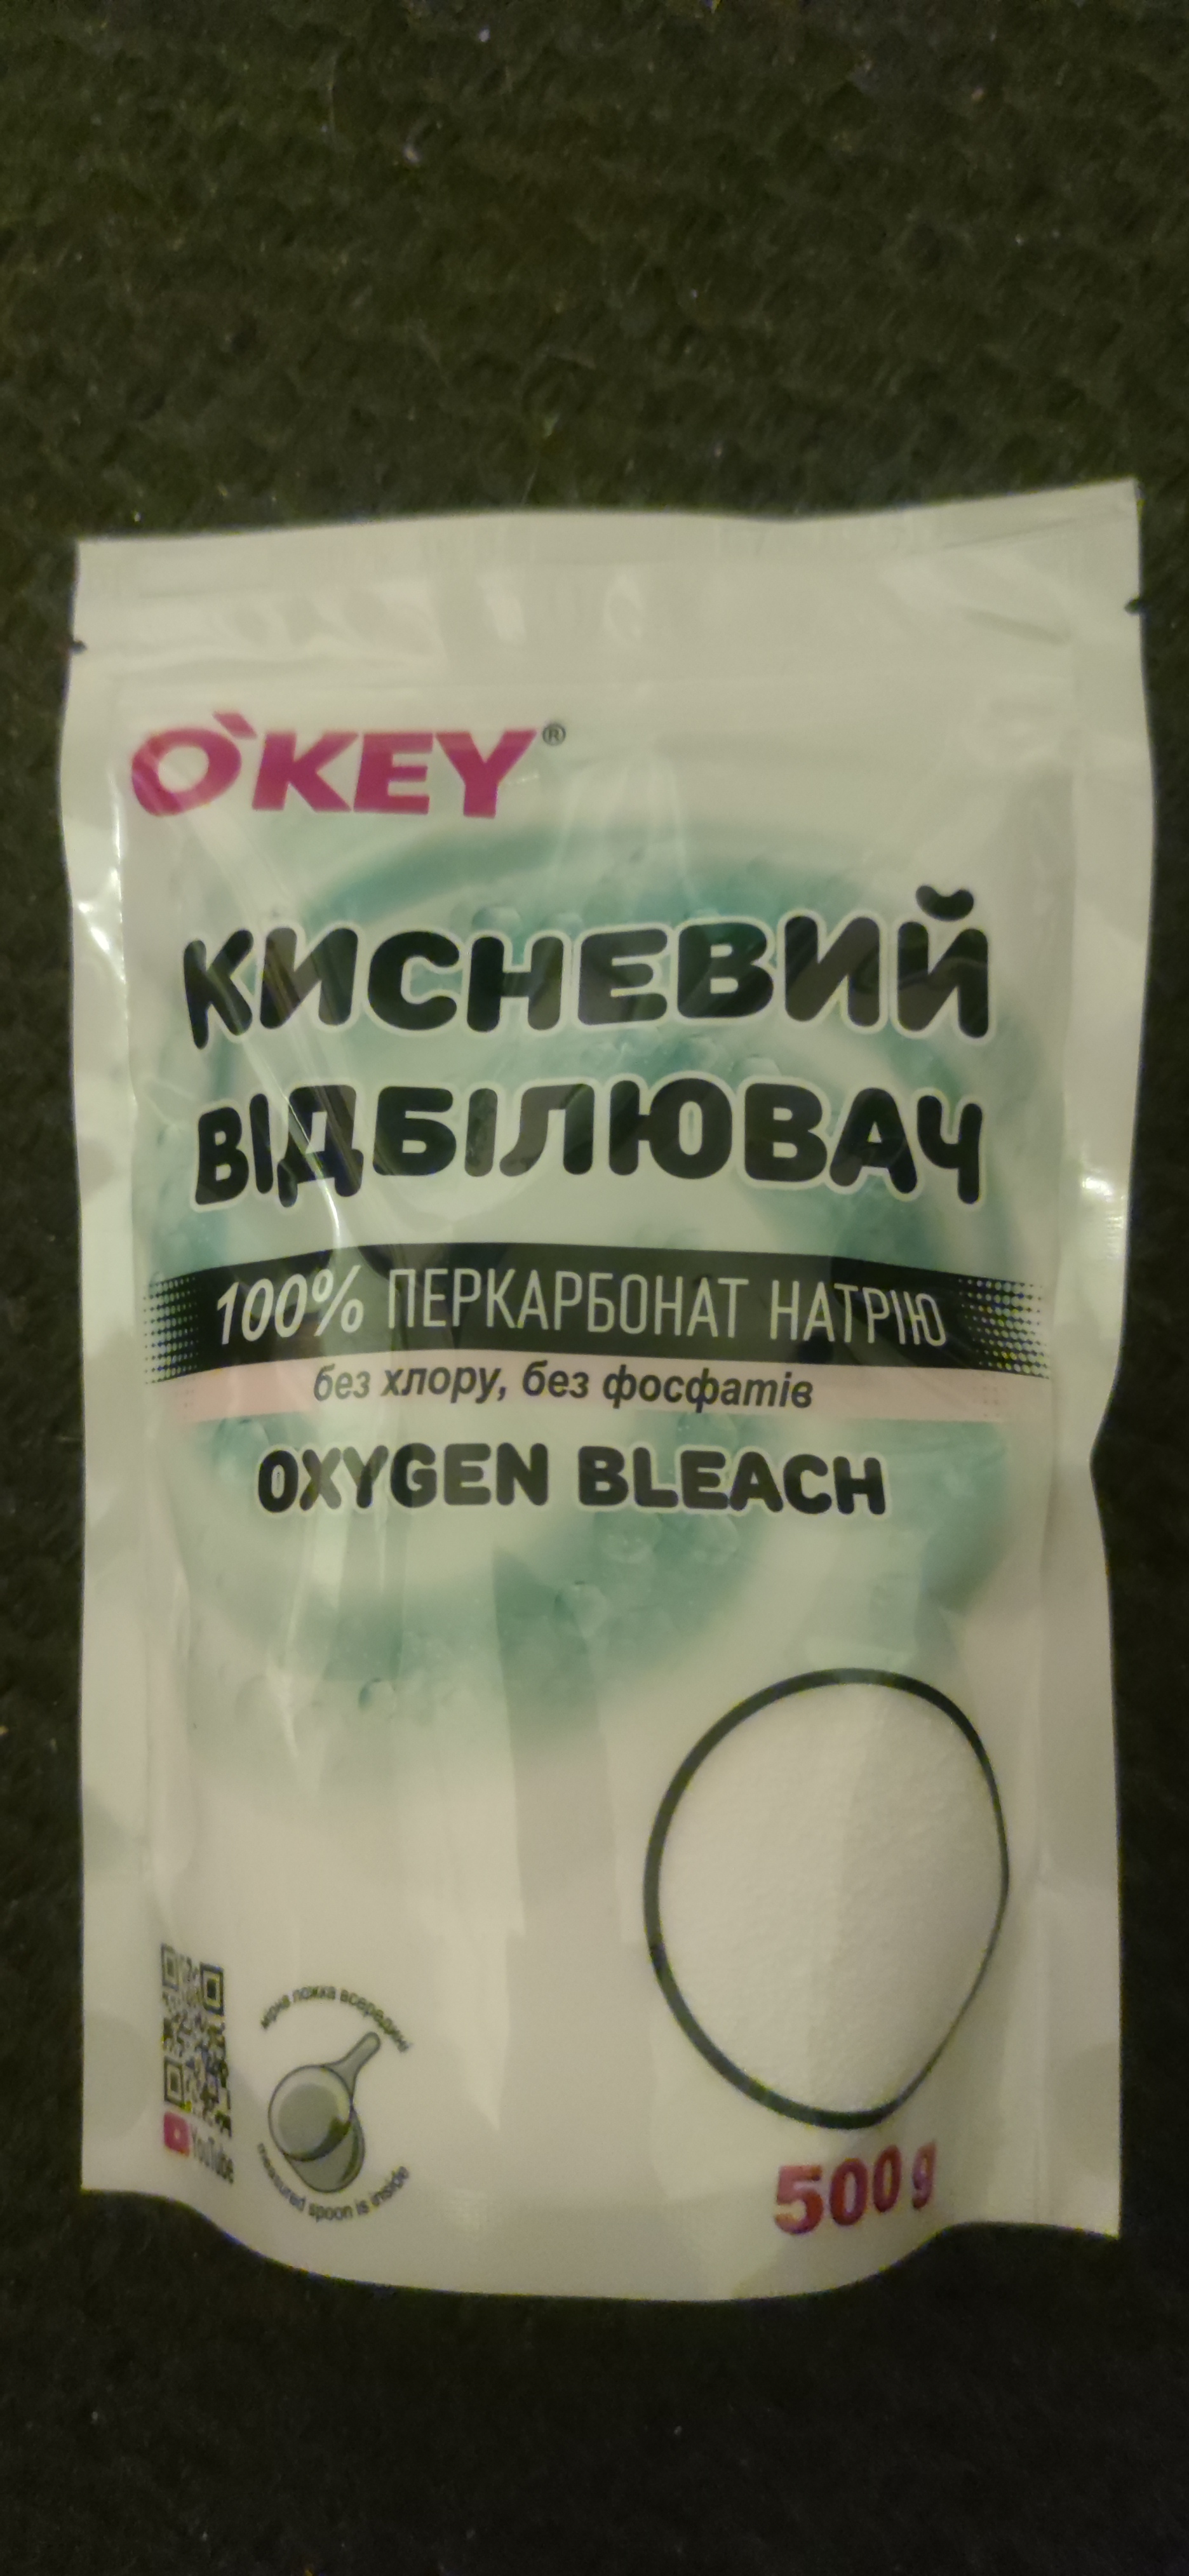 O`KEY®
КИСНЕВИЙ
ВІДБІЛЮВАЧ
100% ПЕРКАРБОНАТ НАТРІЮ
без хлору, без фосфатів
OXYGEN BLEACH
мірна ложка всередині
measured spoon is inside
YouTube
500 g